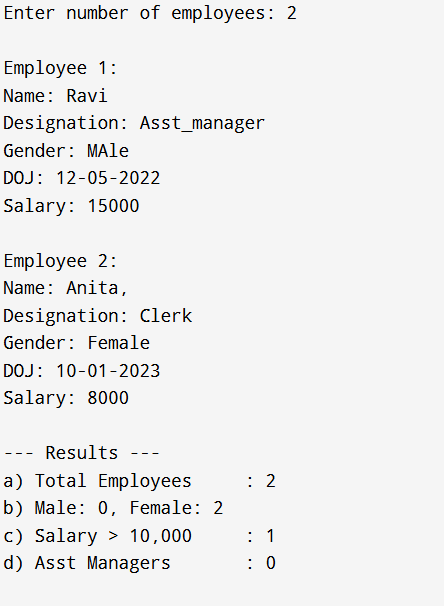 Enter number of employees: 2
Employee 1:
Name: Ravi
Designation: Asst_manager
Gender: MAle
DOJ: 12-05-2022
Salary: 15000
Employee 2:
Name: Anita,
Designation: Clerk
Gender: Female
DOJ: 10-01-2023
Salary: 8000
--- Results ---
a) Total Employees     : 2
b) Male: 0, Female: 2
c) Salary > 10,000     : 1
d) Asst Managers       : 0